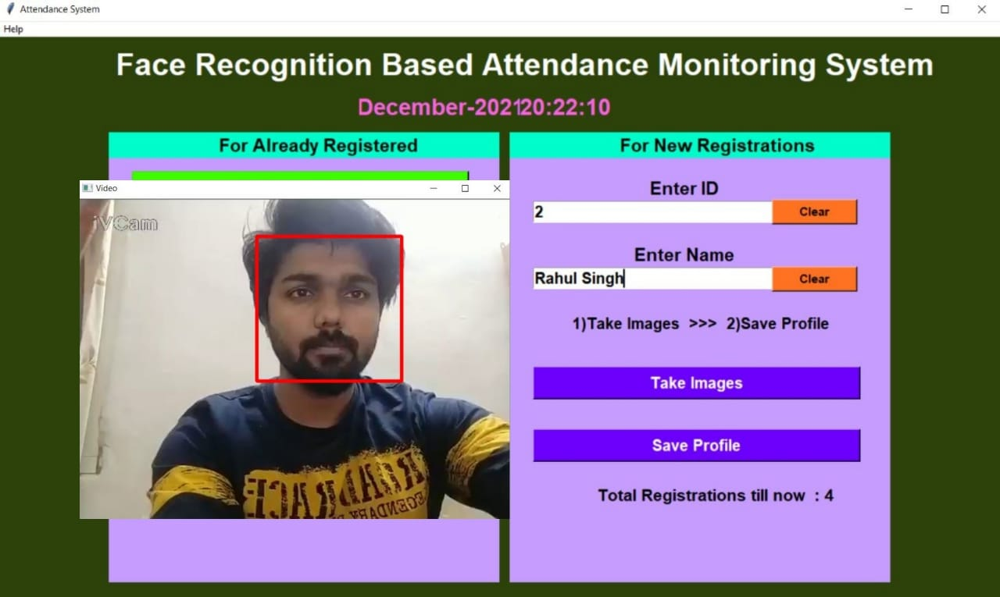 Attendance System
Help
Face Recognition Based Attendance Monitoring System
December-202120:22:10
For Already Registered
Video
iVCam
For New Registrations
Enter ID
2
Clear
Enter Name
Rahul Singh
Clear
1)Take Images >>> 2)Save Profile
Take Images
Save Profile
Total Registrations till now : 4